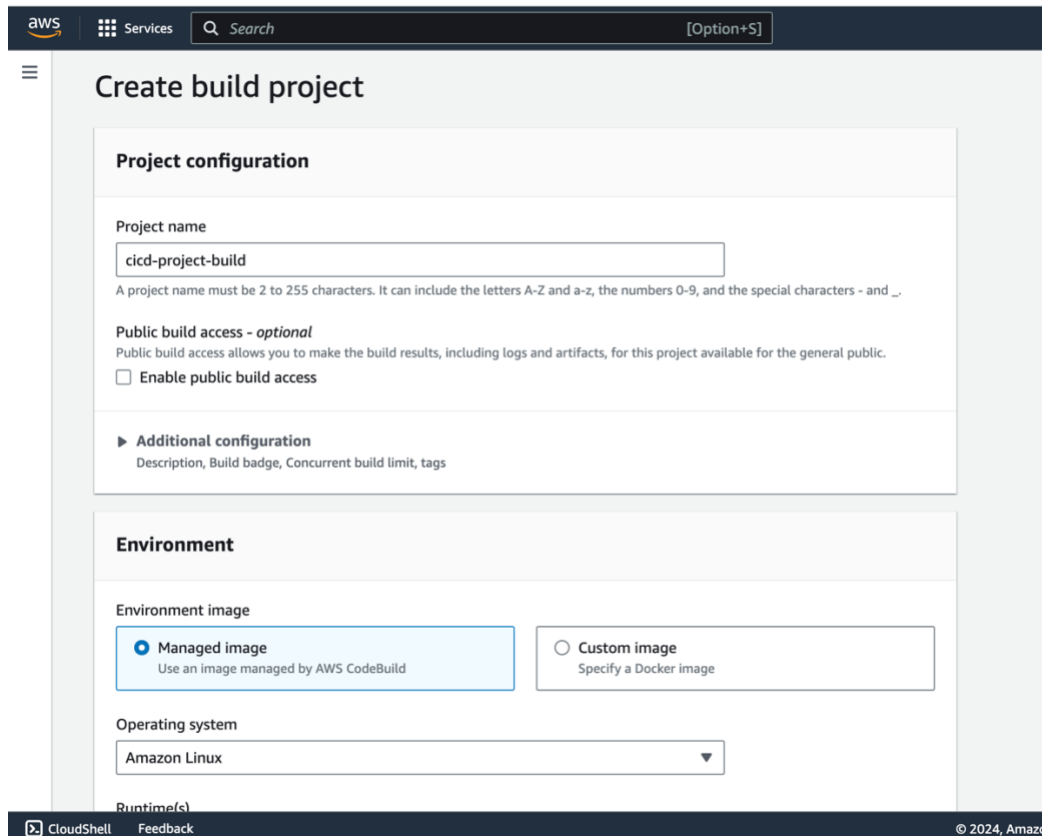 aws
Services
Search
[Option+S]
Create build project
Project configuration
Project name
cicd-project-build
A project name must be 2 to 255 characters. It can include the letters A-Z and a-z, the numbers 0-9, and the special characters - and _.
Public build access - optional
Public build access allows you to make the build results, including logs and artifacts, for this project available for the general public.
Enable public build access
Additional configuration
Description, Build badge, Concurrent build limit, tags
Environment
Environment image
Managed image
Use an image managed by AWS CodeBuild
Custom image
Specify a Docker image
Operating system
Amazon Linux
Runtime(s)
CloudShell
Feedback
© 2024, Amazo